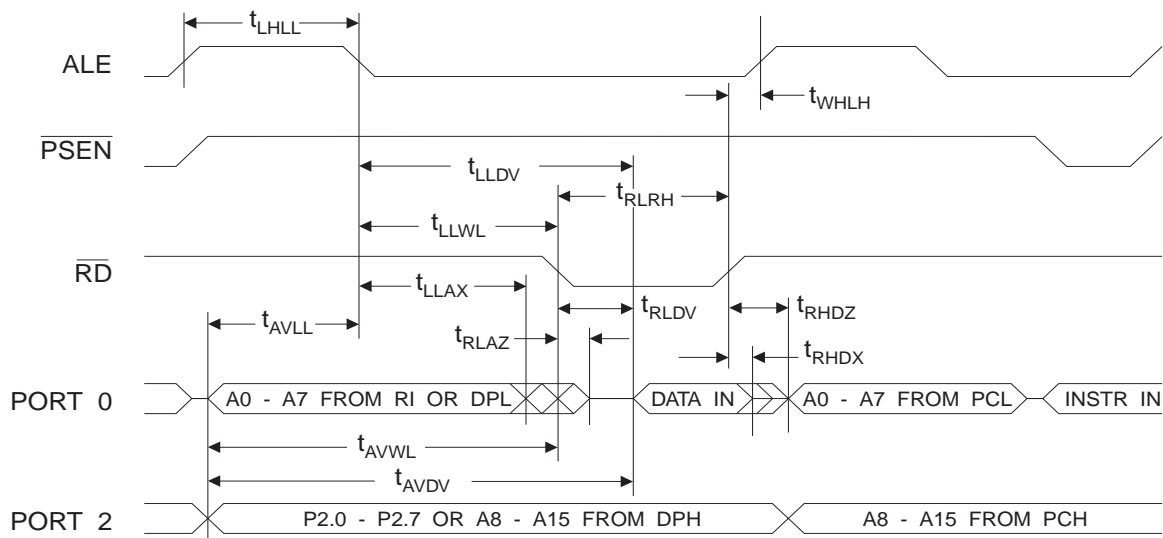 tLHLL
ALE
tWHLH
PSEN
tLLDV
tRLRH
tLLWL
RD
tLLAX
tRLDV
tRHDZ
tAVLL
tRLAZ
tRHDX
PORT 0
A0 - A7 FROM RI OR DPL
DATA IN
A0 - A7 FROM PCL
INSTR IN
tAVWL
tAVDV
PORT 2
P2.0 - P2.7 OR A8 - A15 FROM DPH
A8 - A15 FROM PCH